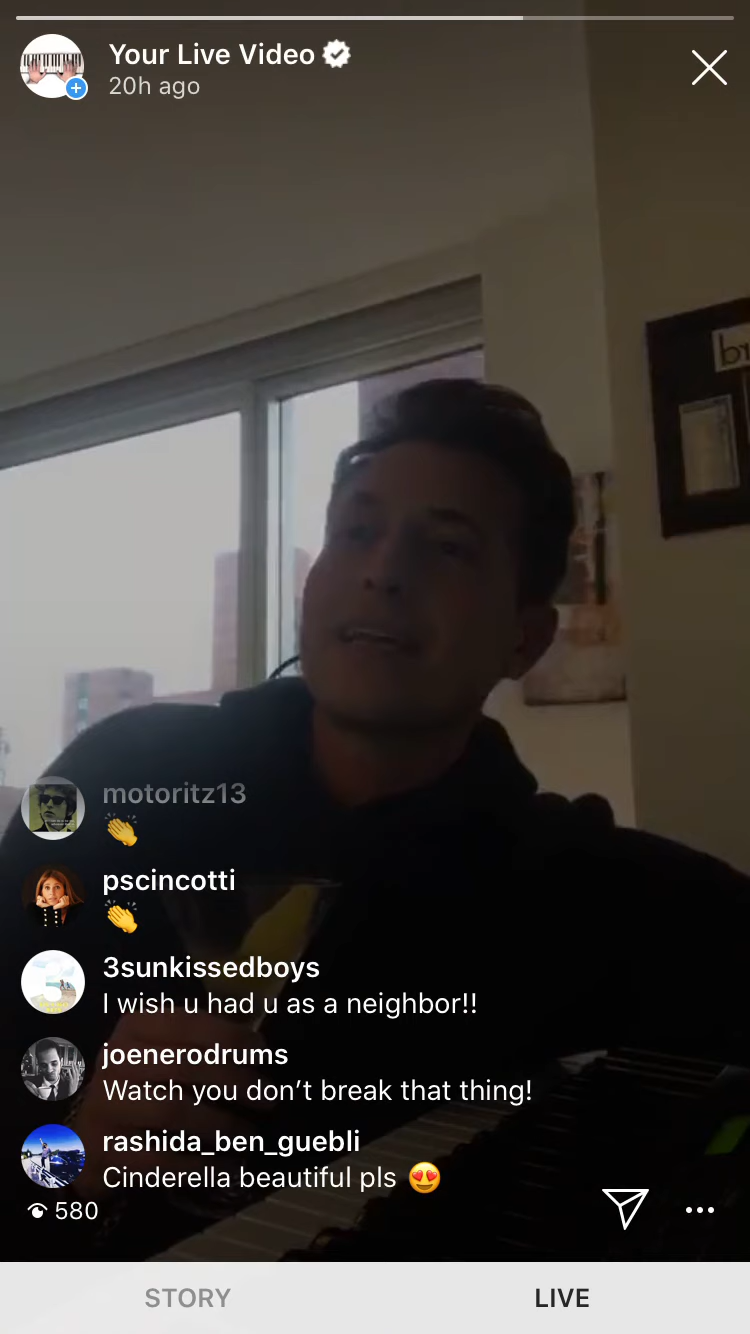 Your Live Video
20h ago
br
motoritz13
👏
pscincotti
👏
3sunkissedboys
I wish u had u as a neighbor!!
joenerodrums
Watch you don’t break that thing!
rashida_ben_guebli
Cinderella beautiful pls 😍
580
STORY
LIVE